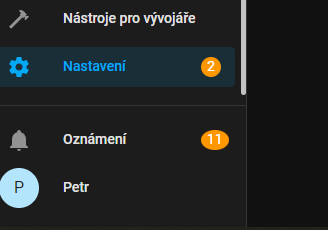 Nástroje pro vývojáře
Nastavení 2
Oznámení 11
P Petr